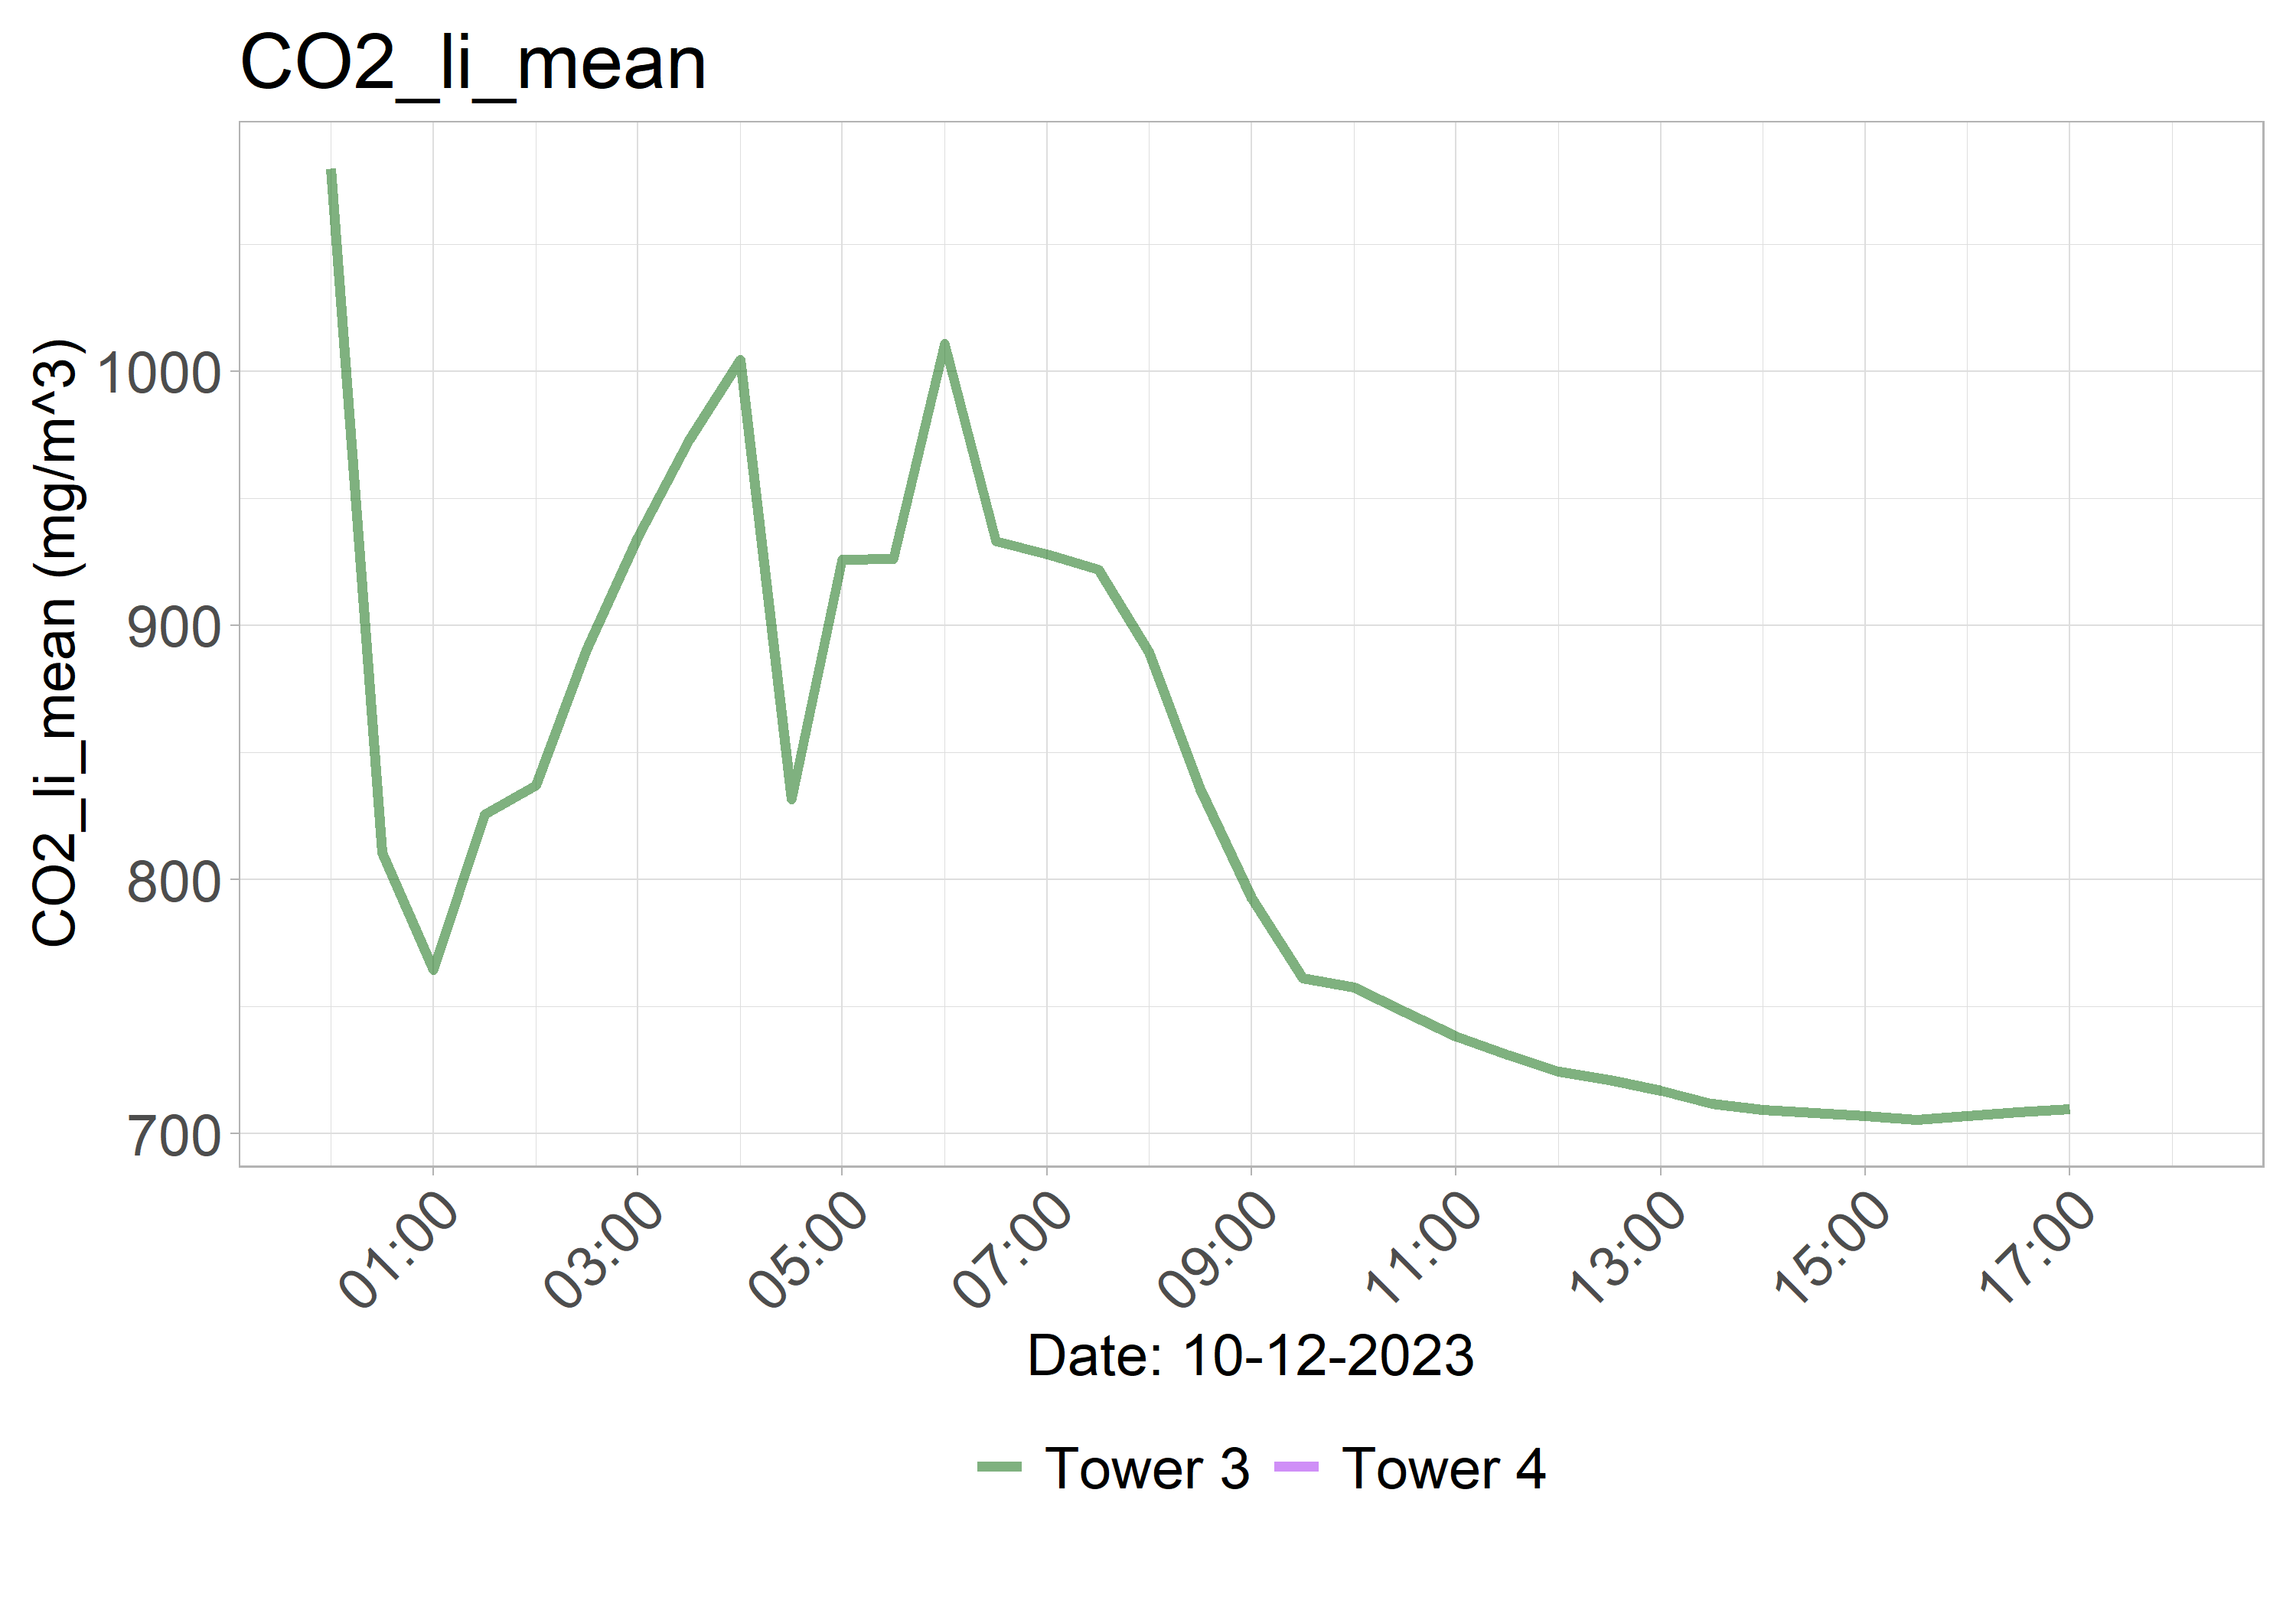 CO2_li_mean
CO2_li_mean (mg/m^3)
1000
900
800
700
01:00 03:00 05:00 07:00 09:00 11:00 13:00 15:00 17:00
Date: 10-12-2023
Tower 3 Tower 4